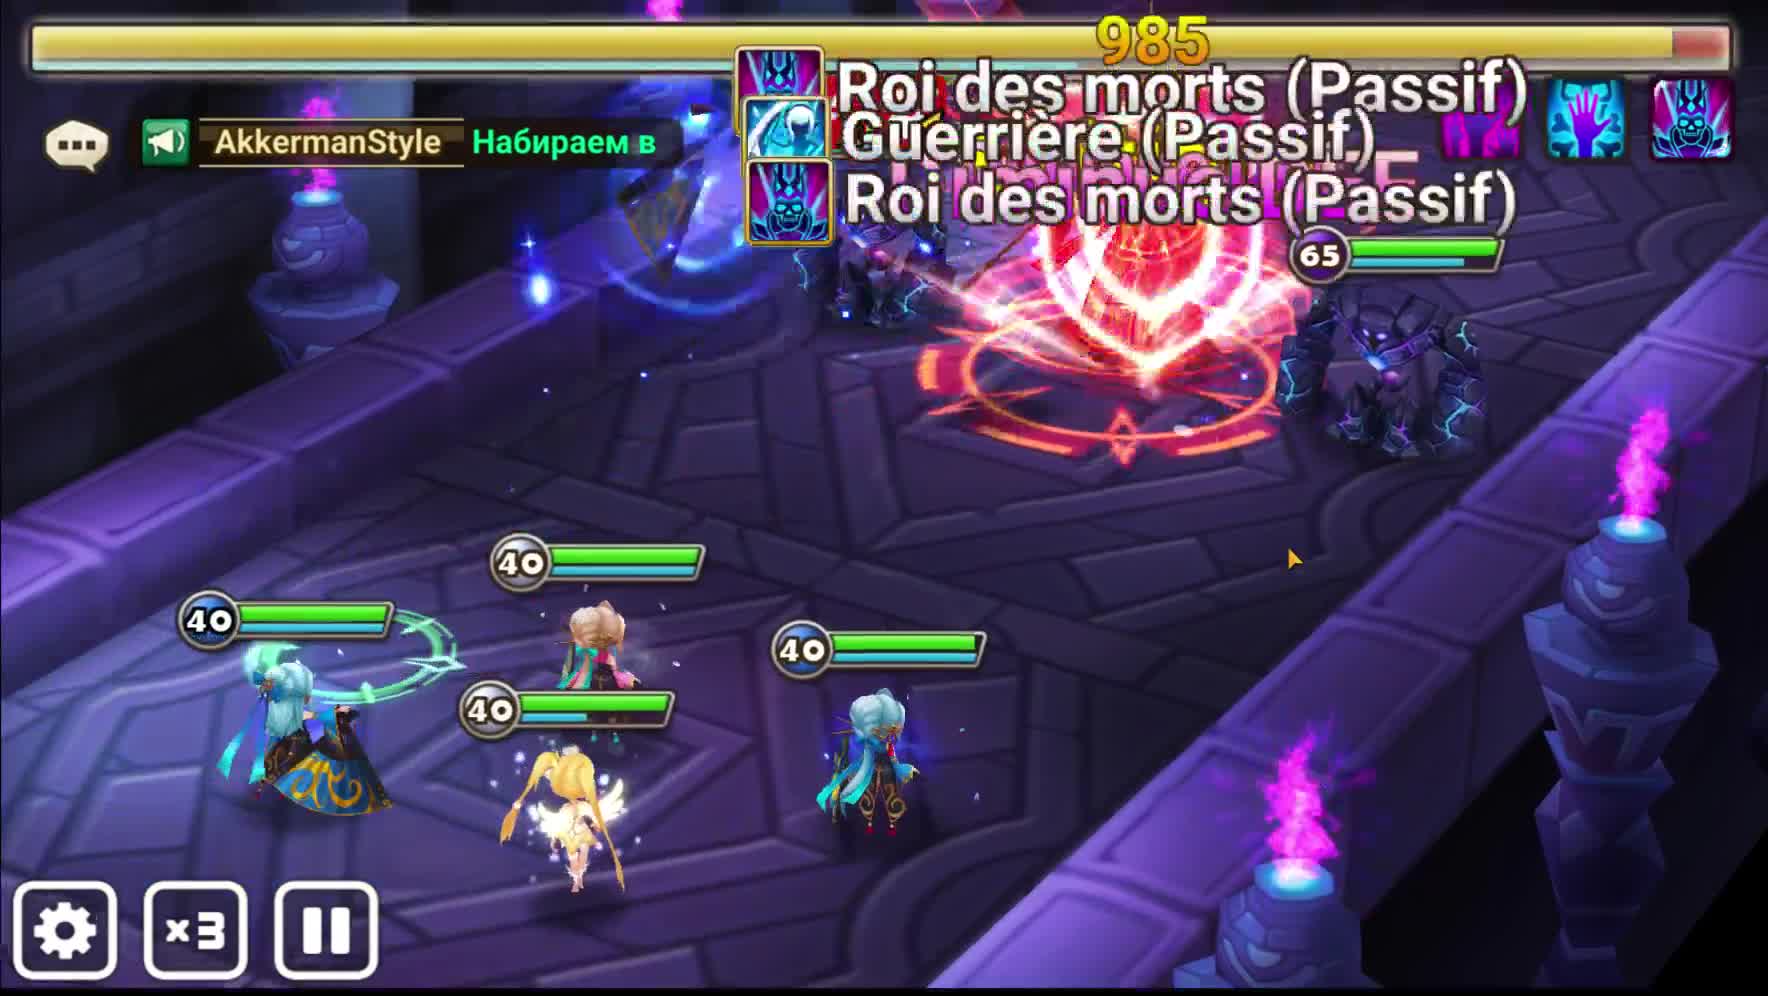 985
Roi des morts (Passif)
Guerrière (Passif)
AkkermanStyle Набираем в
Roi des morts (Passif)
65
40
40
40
40
×3